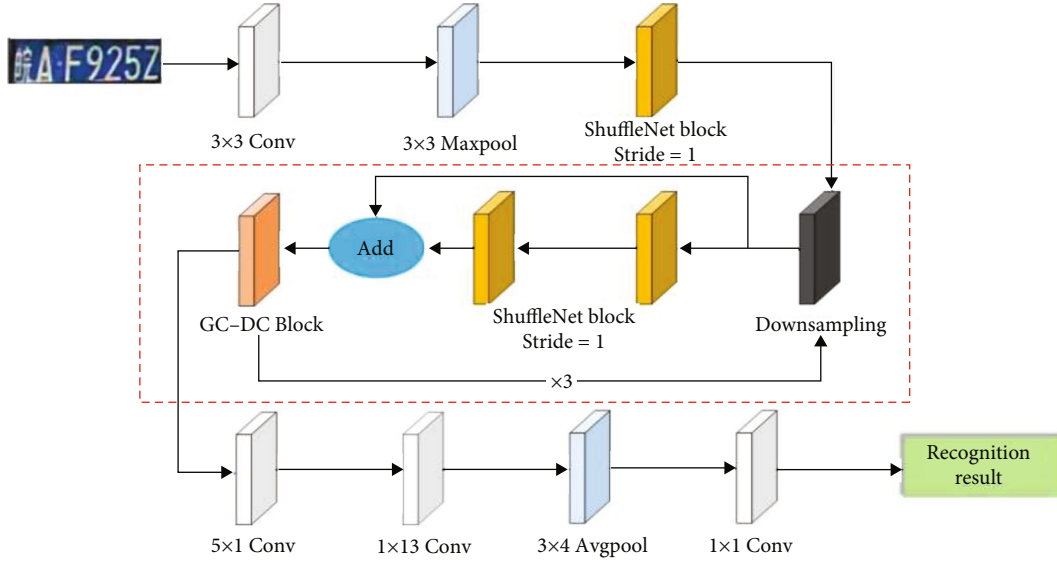 皖A·F925Z
3×3 Conv
3×3 Maxpool
ShuffleNet block
Stride = 1
Add
GC–DC Block
ShuffleNet block
Stride = 1
Downsampling
×3
5×1 Conv
1×13 Conv
3×4 Avgpool
1×1 Conv
Recognition
result